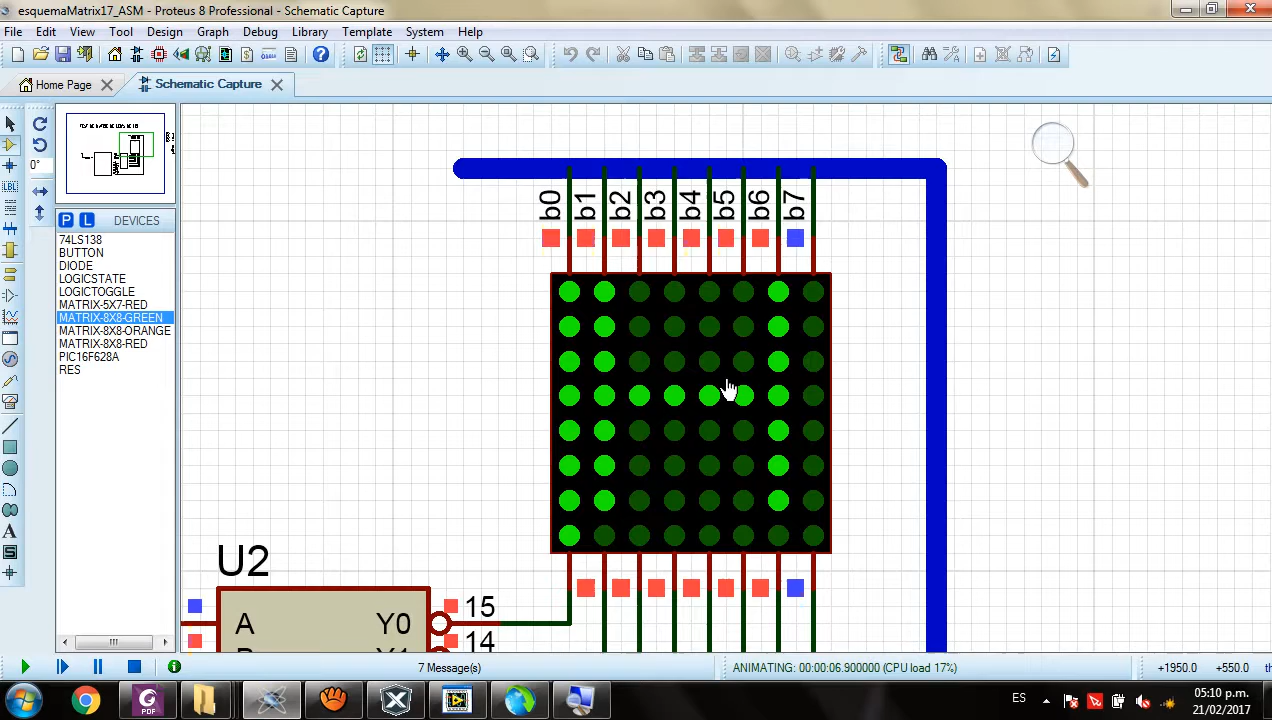 esquemaMatrix17_ASM - Proteus 8 Professional - Schematic Capture
File Edit View Tool Design Graph Debug Library Template System Help
Home Page
Schematic Capture
0°
P L DEVICES
74LS138
BUTTON
DIODE
LOGICSTATE
LOGICTOGGLE
MATRIX-5X7-RED
MATRIX-8X8-GREEN
MATRIX-8X8-ORANGE
MATRIX-8X8-RED
PIC16F628A
RES
b0 b1 b2 b3 b4 b5 b6 b7
U2
A Y0 15
14
7 Message(s)
ANIMATING: 00:00:06.900000 (CPU load 17%)
+1950.0 +550.0 th
PDF
ES
05:10 p.m.
21/02/2017